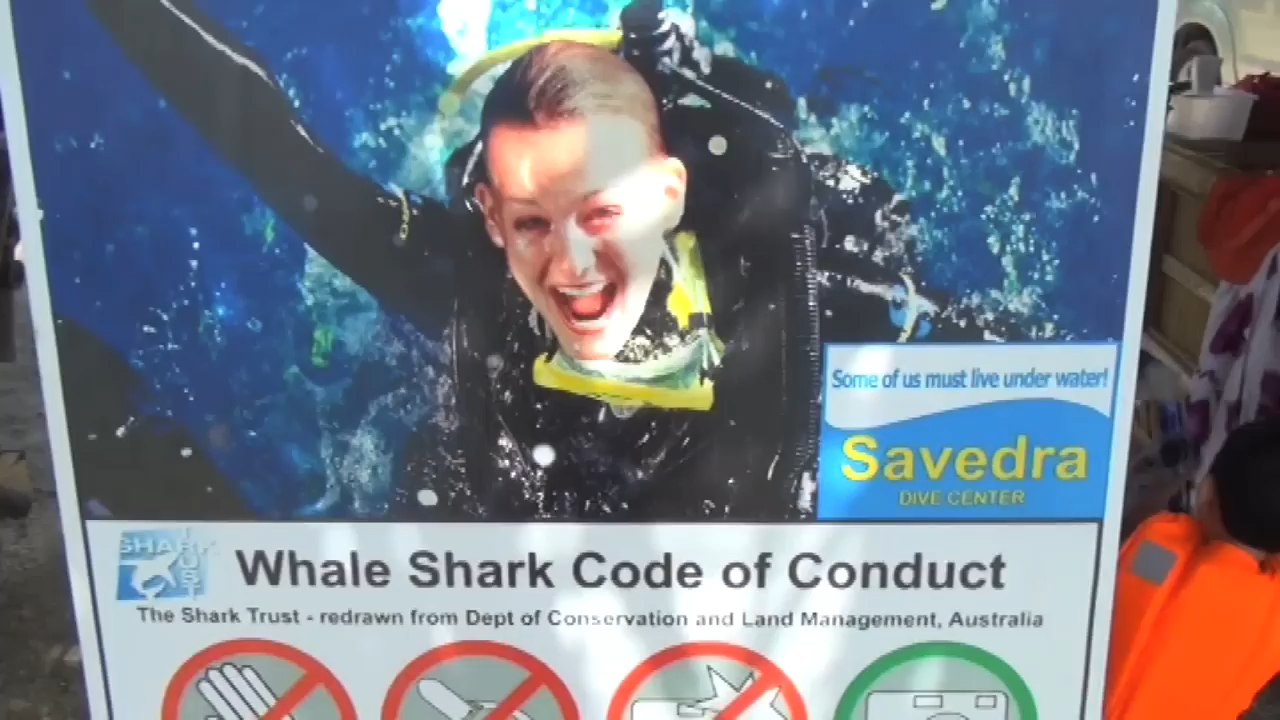 Some of us must live under water!
Savedra
DIVE CENTER
SHARK
TRUST
Whale Shark Code of Conduct
The Shark Trust - redrawn from Dept of Conservation and Land Management, Australia